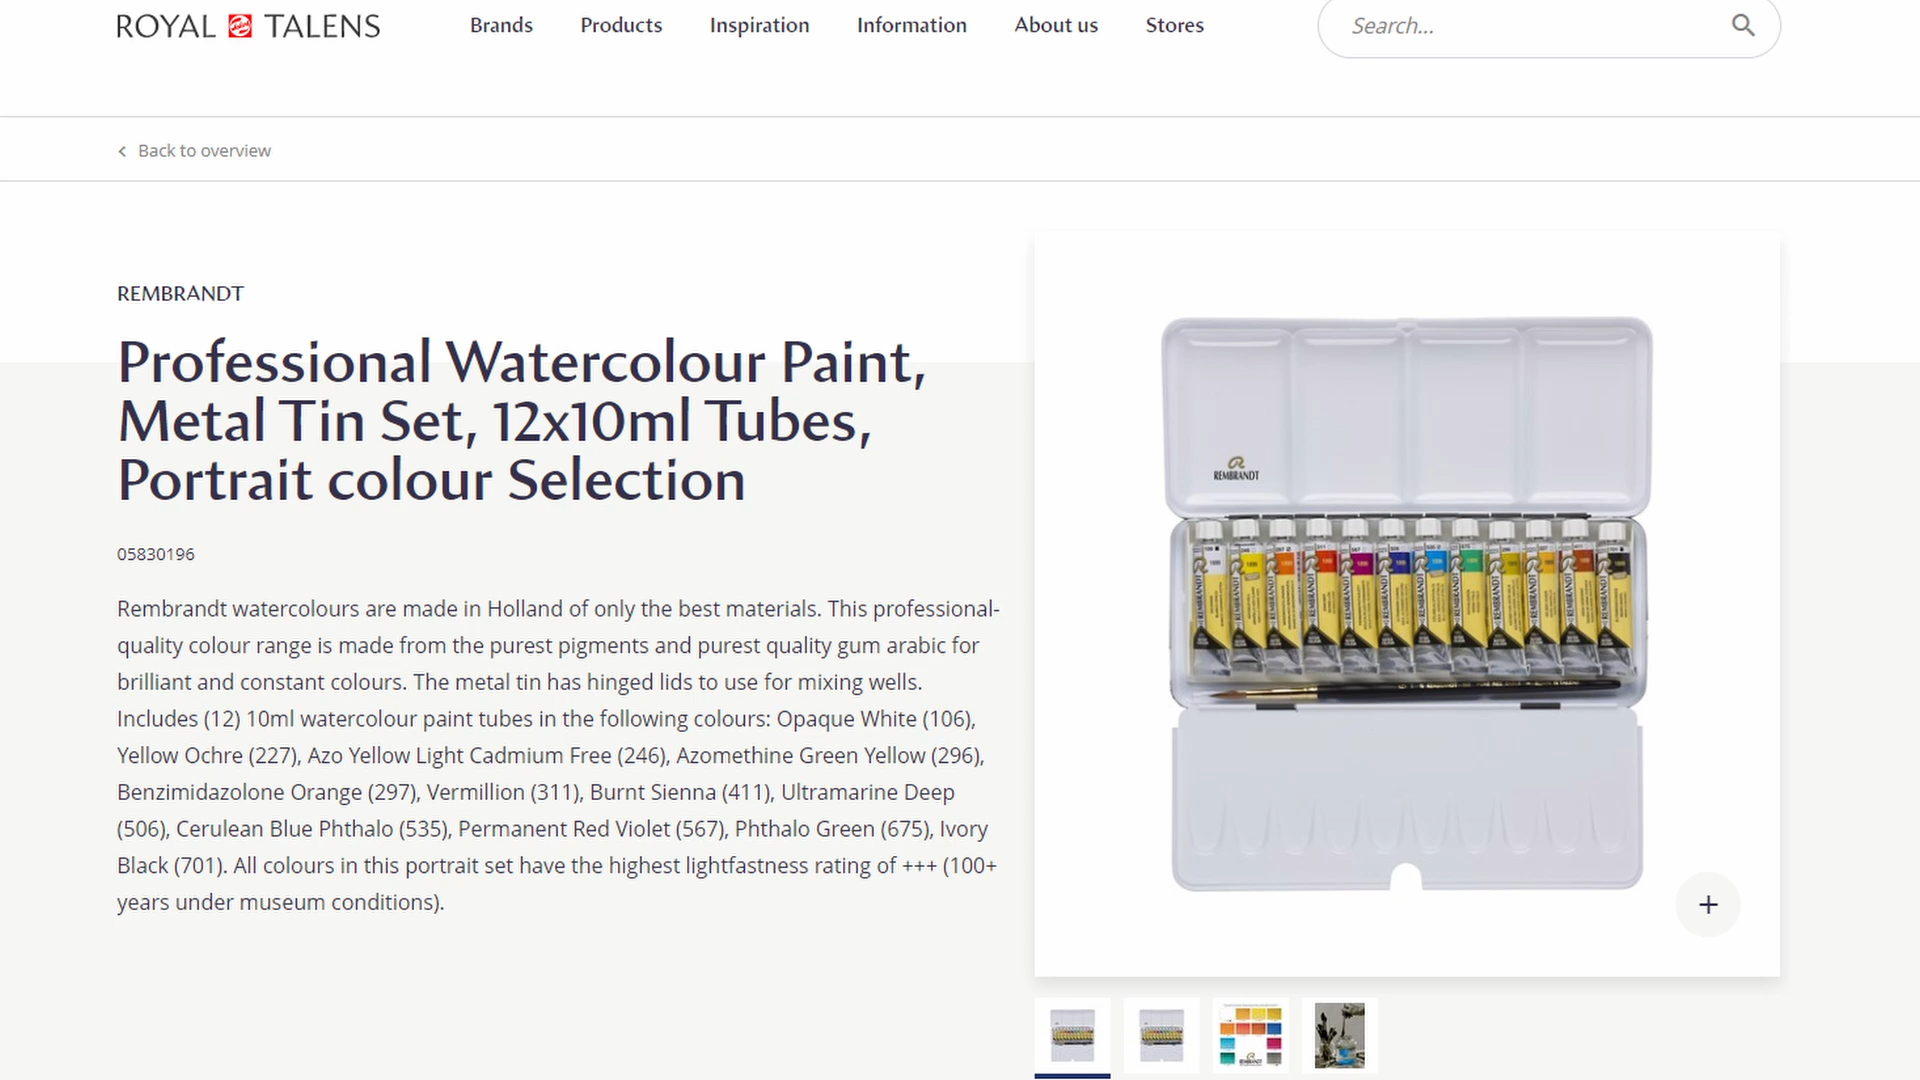 ROYAL TALENS
Brands
Products
Inspiration
Information
About us
Stores
Search...
Back to overview
REMBRANDT
Professional Watercolour Paint,
Metal Tin Set, 12x10ml Tubes,
Portrait colour Selection
05830196
Rembrandt watercolours are made in Holland of only the best materials. This professional-
quality colour range is made from the purest pigments and purest quality gum arabic for
brilliant and constant colours. The metal tin has hinged lids to use for mixing wells.
Includes (12) 10ml watercolour paint tubes in the following colours: Opaque White (106),
Yellow Ochre (227), Azo Yellow Light Cadmium Free (246), Azomethine Green Yellow (296),
Benzimidazolone Orange (297), Vermillion (311), Burnt Sienna (411), Ultramarine Deep
(506), Cerulean Blue Phthalo (535), Permanent Red Violet (567), Phthalo Green (675), Ivory
Black (701). All colours in this portrait set have the highest lightfastness rating of +++ (100+
years under museum conditions).
REMBRANDT